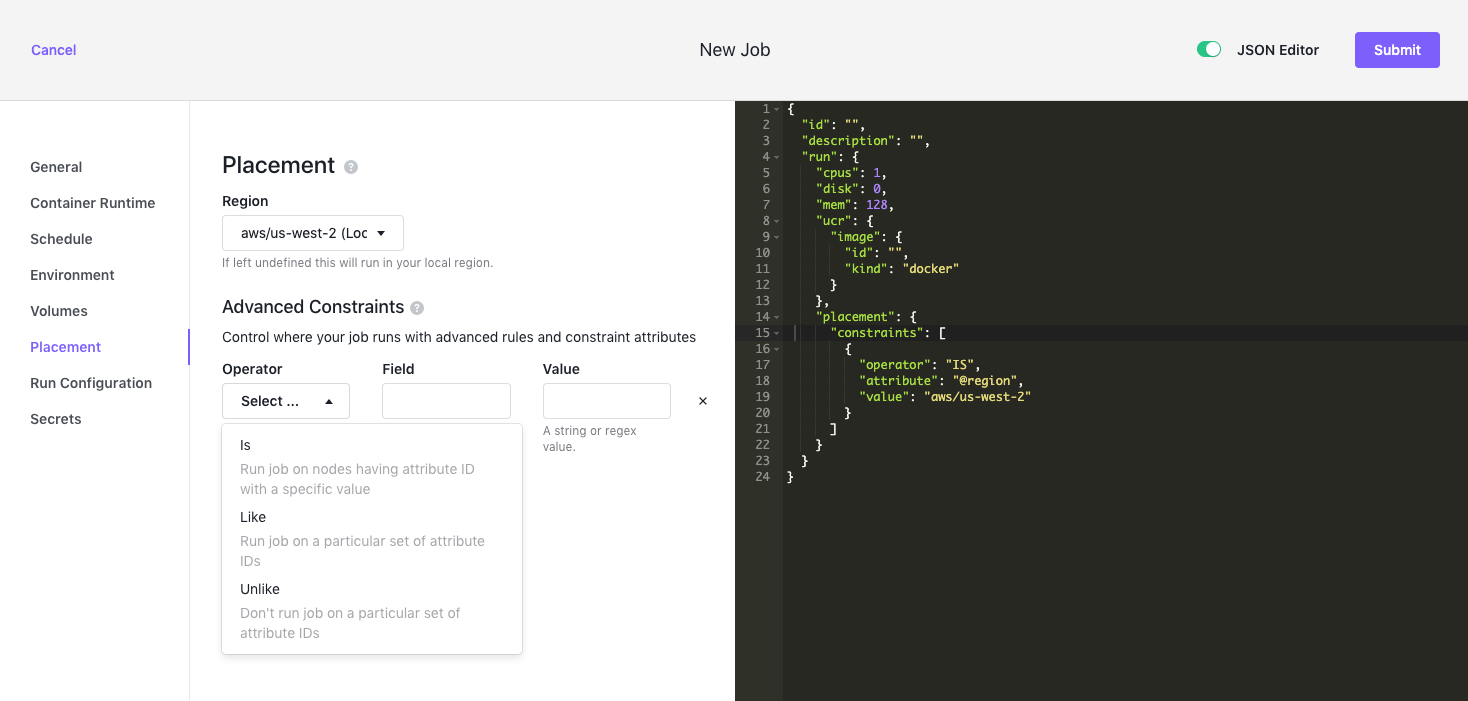 Cancel
New Job
JSON Editor
Submit
General
Container Runtime
Schedule
Environment
Volumes
Placement
Run Configuration
Secrets
Placement ?
Region
aws/us-west-2 (Loc
If left undefined this will run in your local region.
Advanced Constraints ?
Control where your job runs with advanced rules and constraint attributes
Operator Field Value
Select ...
×
A string or regex
value.
Is
Run job on nodes having attribute ID
with a specific value
Like
Run job on a particular set of attribute
IDs
Unlike
Don't run job on a particular set of
attribute IDs
1 {
2 "id": "",
3 "description": "",
4 "run": {
5 "cpus": 1,
6 "disk": 0,
7 "mem": 128,
8 "ucr": {
9 "image": {
10 "id": "",
11 "kind": "docker"
12 }
13 },
14 "placement": {
15 "constraints": [
16 {
17 "operator": "IS",
18 "attribute": "@region",
19 "value": "aws/us-west-2"
20 }
21 ]
22 }
23 }
24 }